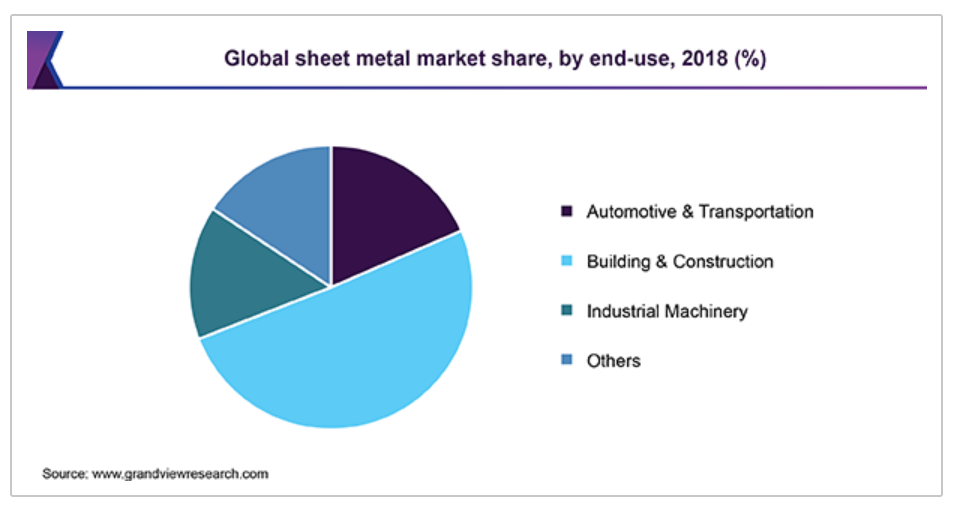 Global sheet metal market share, by end-use, 2018 (%)
Automotive & Transportation
Building & Construction
Industrial Machinery
Others
Source: www.grandviewresearch.com